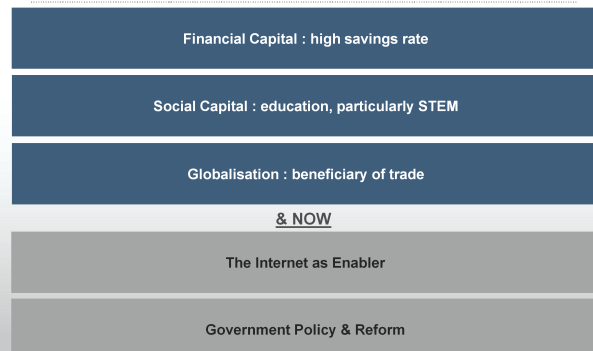 Financial Capital : high savings rate
Social Capital : education, particularly STEM
Globalisation : beneficiary of trade
& NOW
The Internet as Enabler
Government Policy & Reform